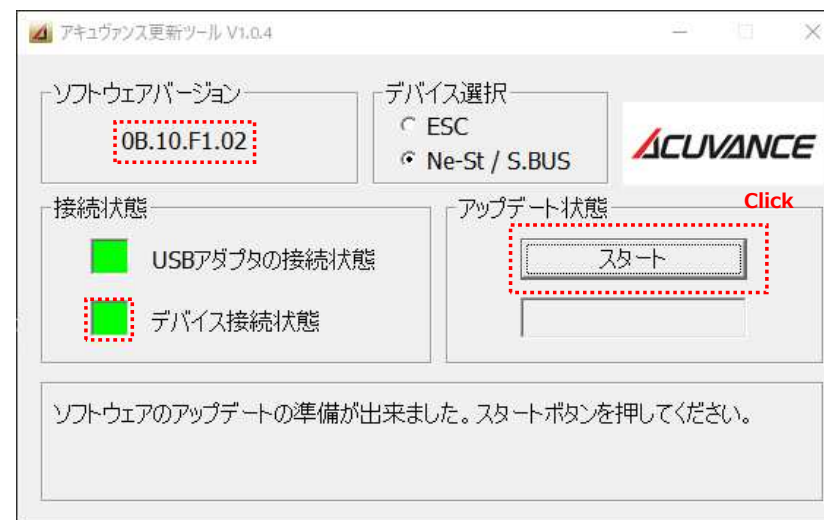 アキュヴァンス更新ツール V1.0.4
ソフトウェアバージョン
0B.10.F1.02
デバイス選択
ESC
Ne-St / S.BUS
ACUVANCE
接続状態
USBアダプタの接続状態
デバイス接続状態
アップデート状態
Click
スタート
ソフトウェアのアップデートの準備が出来ました。スタートボタンを押してください。